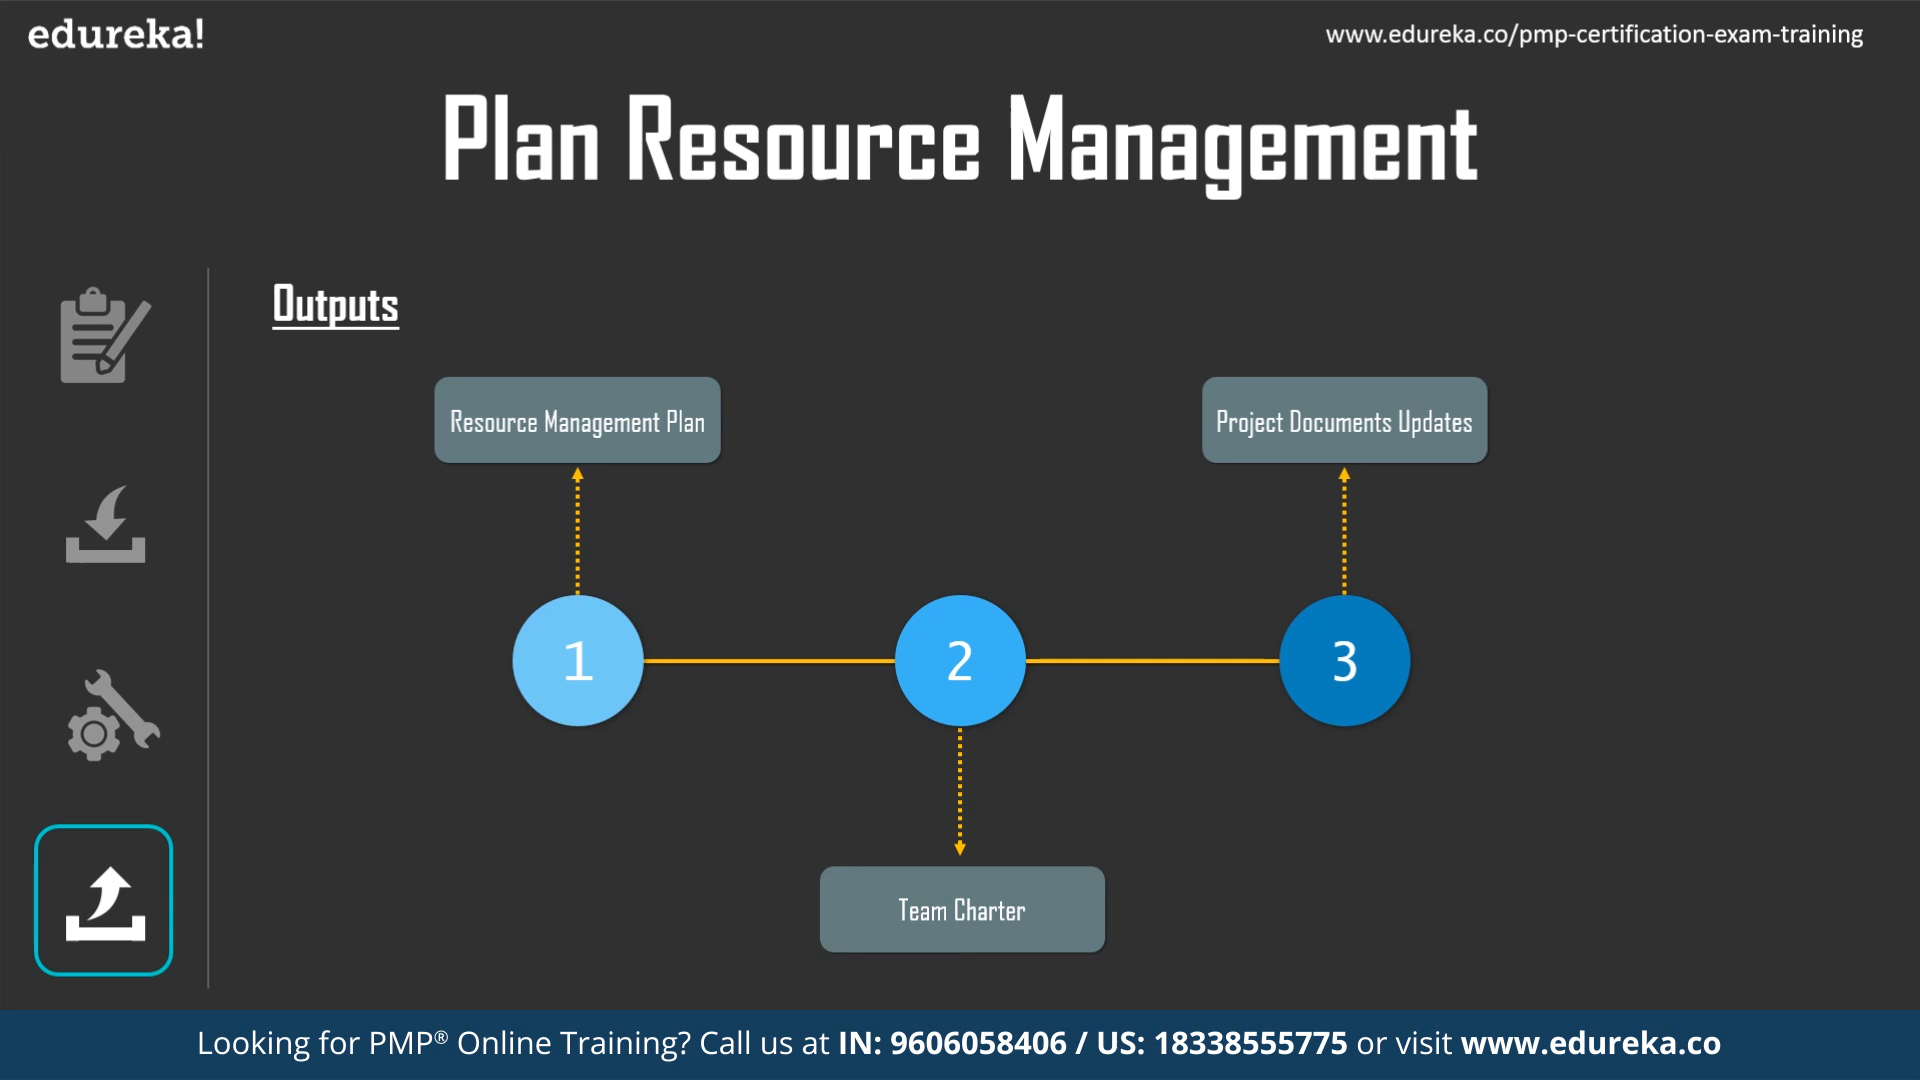 edureka!
www.edureka.co/pmp-certification-exam-training
Plan Resource Management
Outputs
Resource Management Plan
Project Documents Updates
1
2
3
Team Charter
Looking for PMP® Online Training? Call us at IN: 9606058406 / US: 18338555775 or visit www.edureka.co